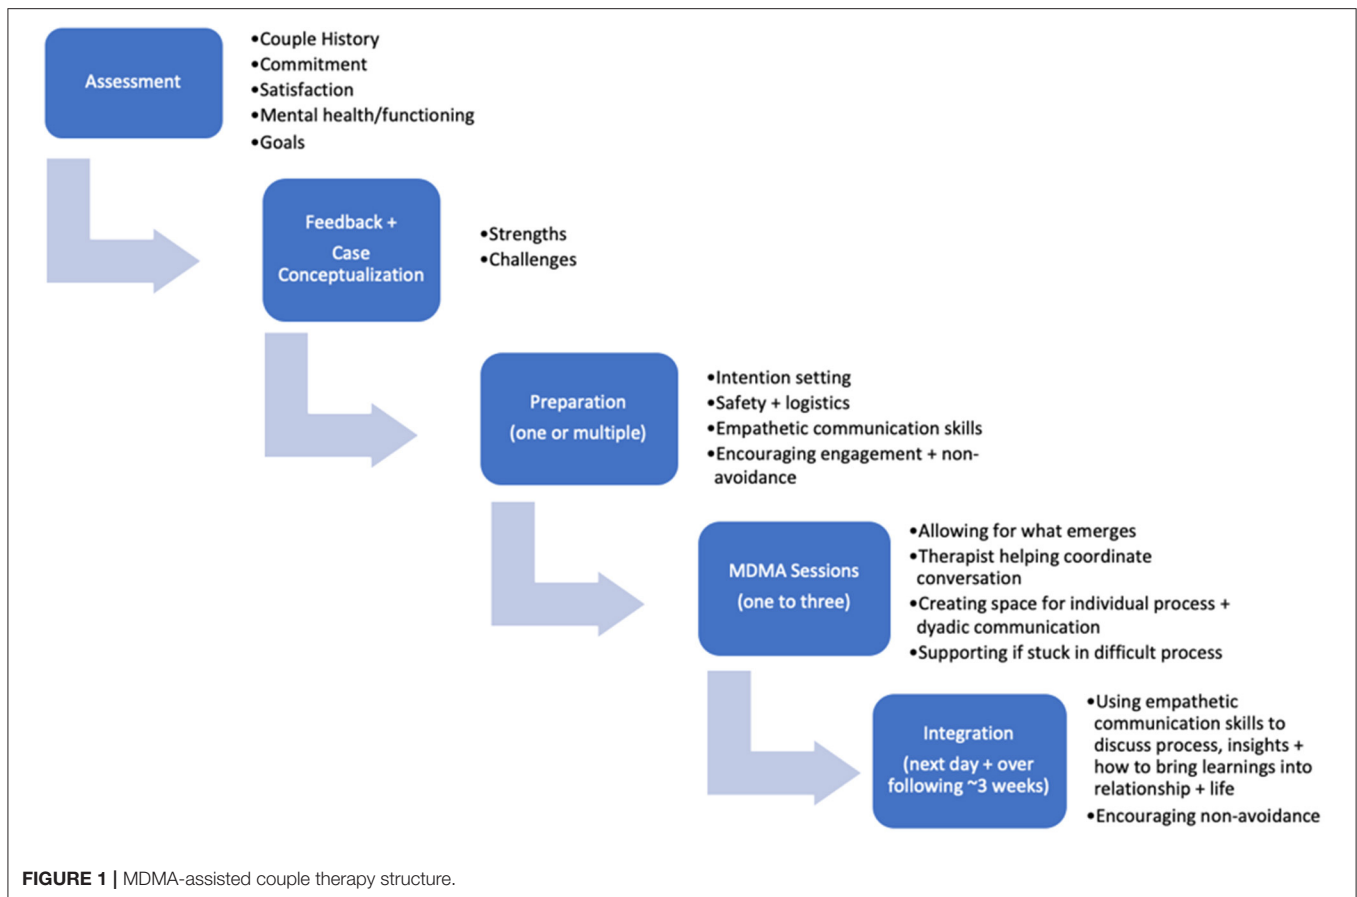 Assessment
•Couple History
•Commitment
•Satisfaction
•Mental health/functioning
•Goals
Feedback +
Case
Conceptualization
•Strengths
•Challenges
Preparation
(one or multiple)
•Intention setting
•Safety + logistics
•Empathetic communication skills
•Encouraging engagement + non-
avoidance
MDMA Sessions
(one to three)
•Allowing for what emerges
•Therapist helping coordinate
conversation
•Creating space for individual process +
dyadic communication
•Supporting if stuck in difficult process
Integration
(next day + over
following ~3 weeks)
•Using empathetic
communication skills to
discuss process, insights +
how to bring learnings into
relationship + life
•Encouraging non-avoidance
FIGURE 1 | MDMA-assisted couple therapy structure.